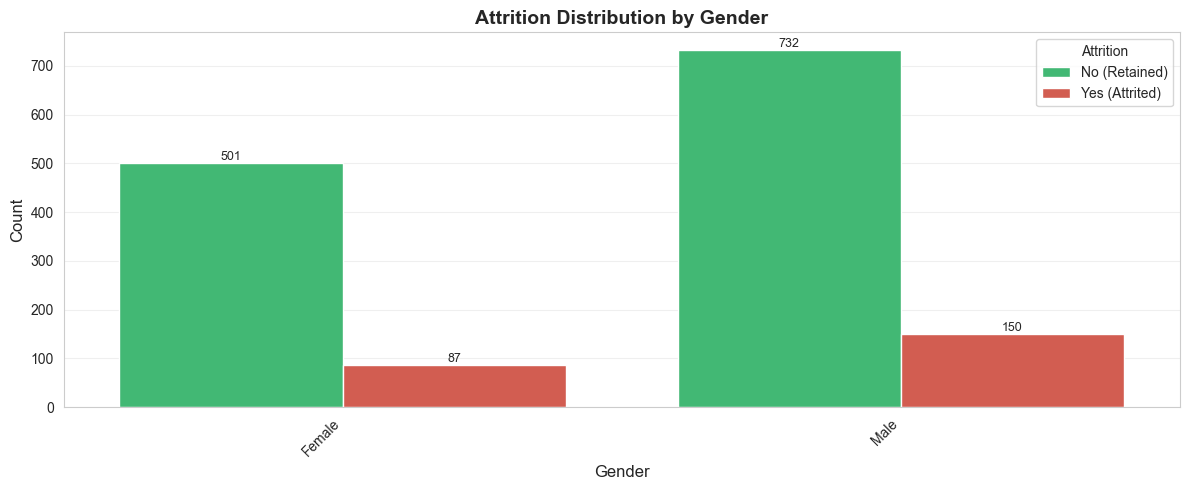 Attrition Distribution by Gender
Attrition
No (Retained)
Yes (Attrited)
Count
700
600
500
400
300
200
100
0
501
87
732
150
Female
Male
Gender